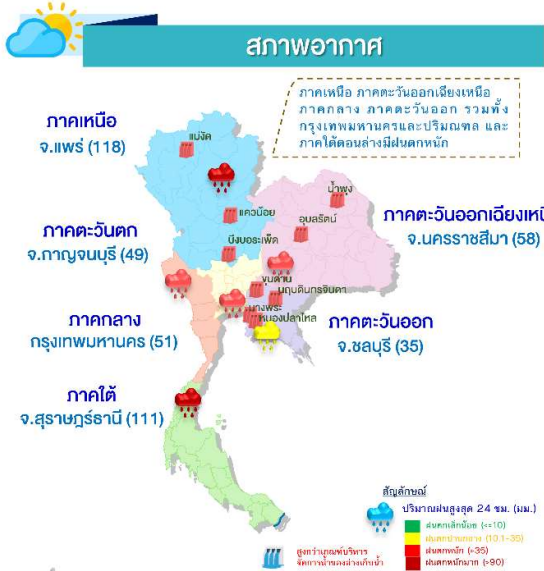 สภาพอากาศ
ภาคเหนือ ภาคตะวันออกเฉียงเหนือ
ภาคกลาง ภาคตะวันออก รวมทั้ง
กรุงเทพมหานครและปริมณฑล และ
ภาคใต้ตอนล่างมีฝนตกหนัก
ภาคเหนือ
จ.แพร่ (118)
แม่งัด
น้ำพุง
แควน้อย
อุบลรัตน์
ภาคตะวันออกเฉียงเหนื
จ.นครราชสีมา (58)
ภาคตะวันตก
จ.กาญจนบุรี (49)
บึงบอระเพ็ด
ขุนด่าน
นฤบดินทรจินดา
บางพระ
หนองปลาไหล
ภาคกลาง
กรุงเทพมหานคร (51)
ภาคตะวันออก
จ.ชลบุรี (35)
ภาคใต้
จ.สุราษฎร์ธานี (111)
สัญลักษณ์
ปริมาณฝนสูงสุด 24 ชม. (มม.)
ฝนตกเล็กน้อย (<=10)
ฝนตกปานกลาง (10.1-35)
ฝนตกหนัก (>35)
ฝนตกหนักมาก (>90)
สูงกว่าเกณฑ์บริหาร
จัดการน้ำของอ่างเก็บน้ำ